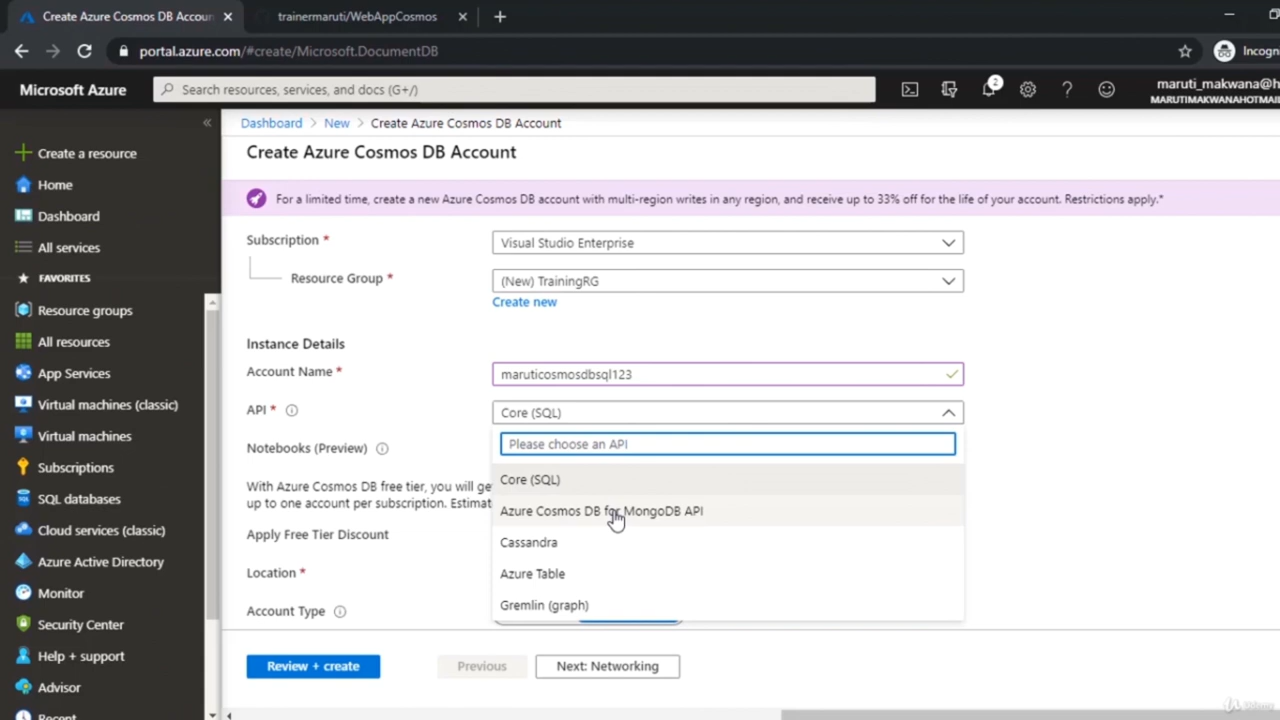 Create Azure Cosmos DB Accoun
trainermaruti/WebAppCosmos
portal.azure.com/#create/Microsoft.DocumentDB
Incogn
Microsoft Azure
Search resources, services, and docs (G+/)
2
maruti_makwana@h
MARUTIMAKWANAHOTMAIL
Dashboard > New > Create Azure Cosmos DB Account
Create Azure Cosmos DB Account
Create a resource
Home
Dashboard
All services
FAVORITES
Resource groups
All resources
App Services
Virtual machines (classic)
Virtual machines
Subscriptions
SQL databases
Cloud services (classic)
Azure Active Directory
Monitor
Security Center
Help + support
Advisor
Recent
For a limited time, create a new Azure Cosmos DB account with multi-region writes in any region, and receive up to 33% off for the life of your account. Restrictions apply.*
Subscription *
Visual Studio Enterprise
Resource Group *
(New) TrainingRG
Create new
Instance Details
Account Name *
maruticosmosdbsql123
API *
Core (SQL)
Please choose an API
Core (SQL)
Azure Cosmos DB for MongoDB API
Cassandra
Azure Table
Gremlin (graph)
Notebooks (Preview)
With Azure Cosmos DB free tier, you will ge
up to one account per subscription. Estimat
Apply Free Tier Discount
Location *
Account Type
Review + create
Previous
Next: Networking
Udemy